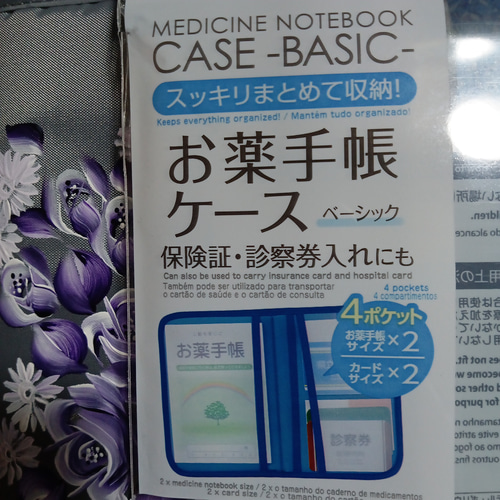 MEDICINE NOTEBOOK
CASE -BASIC-
スッキリまとめて収納!
Keeps everything organized! / Mantém tudo organizado!
お薬手帳
ケース ベーシック
保険証・診察券入れにも
Can also be used to carry insurance card and hospital card
Também pode ser utilizado para transportar
o cartão de saúde e o cartão de consulta
4 pockets
4 compartimentos
4ポケット
お薬手帳
サイズ×2
カード
サイズ×2
お薬手帳
診察券
2 x medicine notebook size / 2 x o tamanho do caderno de medicamentos
2 x card size / 2 x o tamanho do cartão